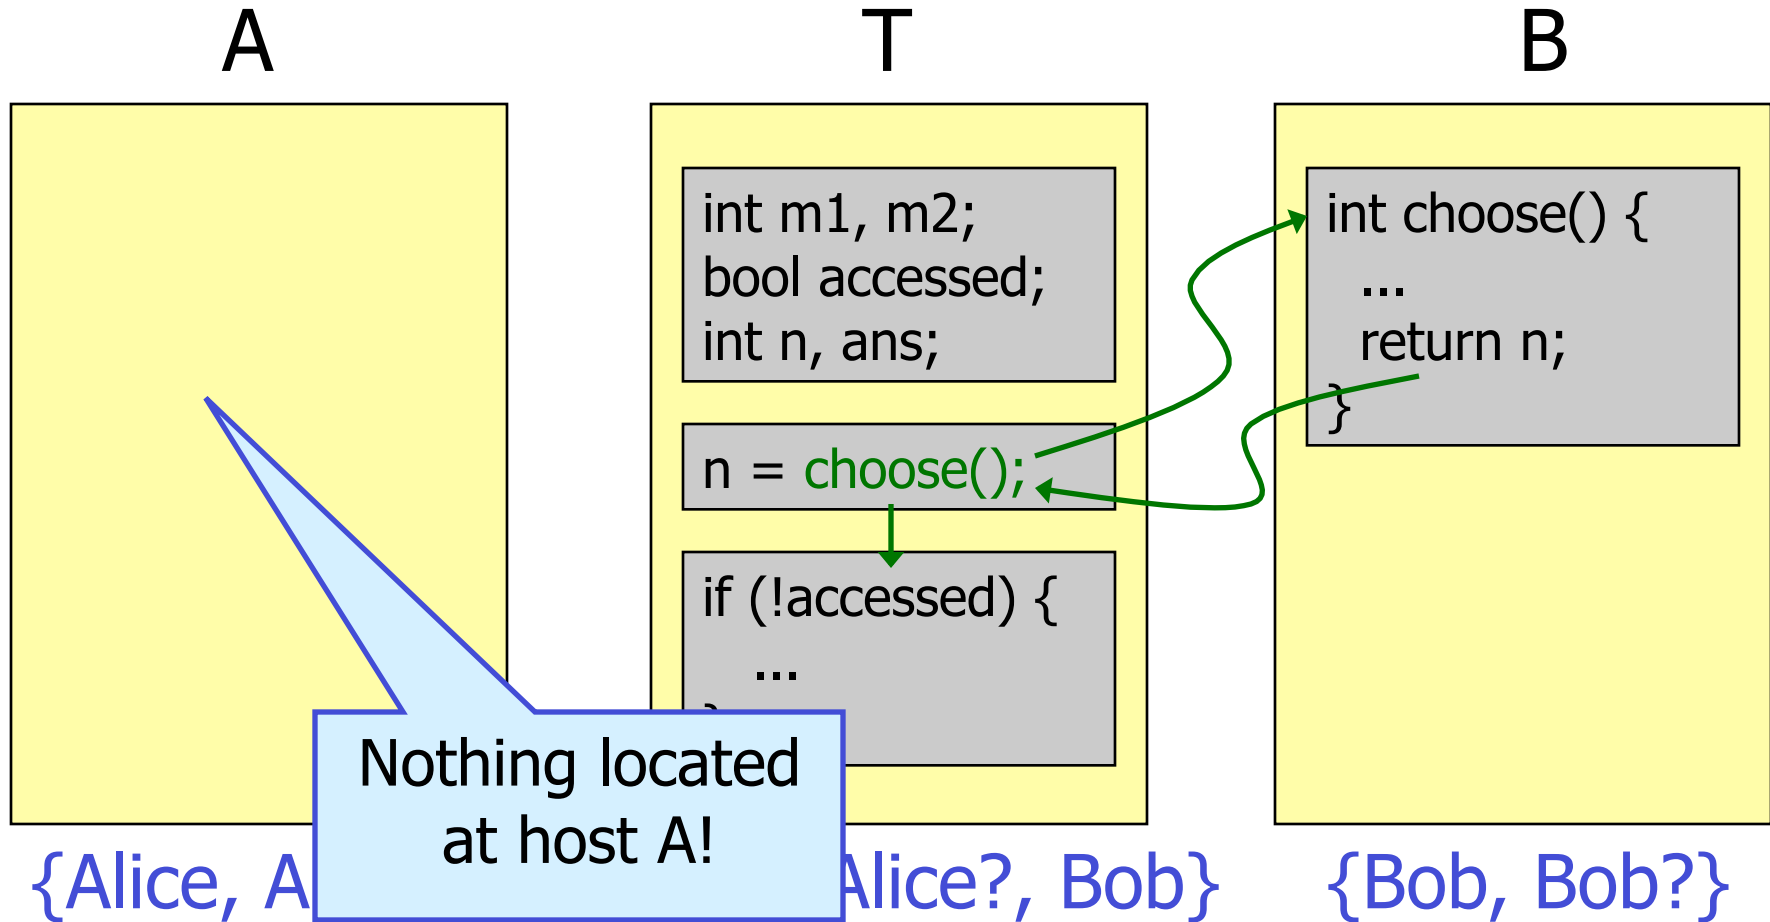 A
T
B
int m1, m2;
bool accessed;
int n, ans;
n = choose();
if (!accessed) {
...
int choose() {
...
return n;
}
Nothing located
at host A!
{Alice,
Alice?, Bob}
{Bob, Bob?}